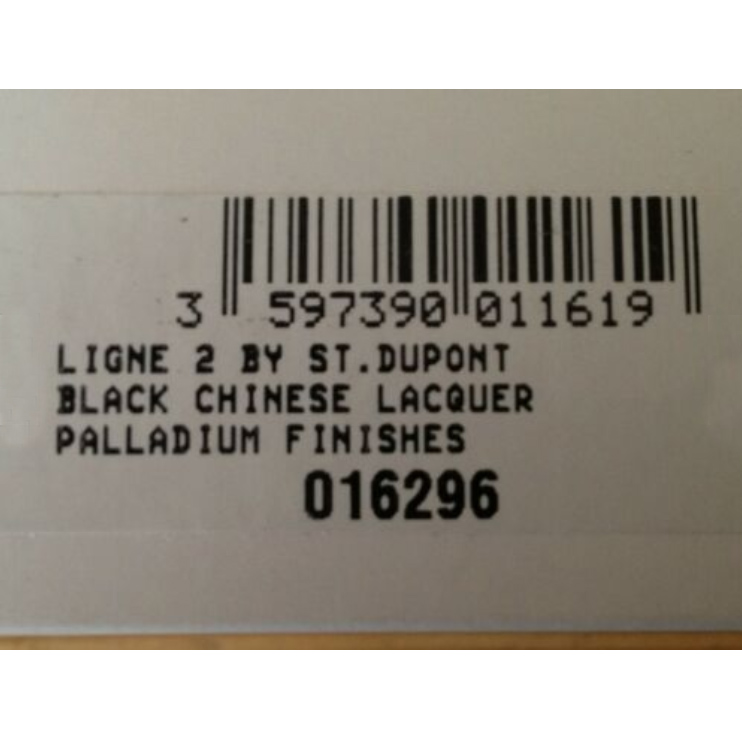 3 597390 011619
LIGNE 2 BY ST.DUPONT
BLACK CHINESE LACQUER
PALLADIUM FINISHES
016296